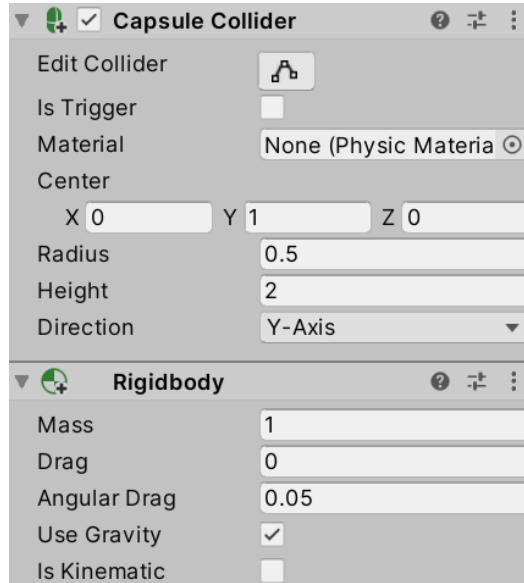 Capsule Collider
Edit Collider
Is Trigger
Material None (Physic Materia
Center
X 0 Y 1 Z 0
Radius 0.5
Height 2
Direction Y-Axis
Rigidbody
Mass 1
Drag 0
Angular Drag 0.05
Use Gravity
Is Kinematic